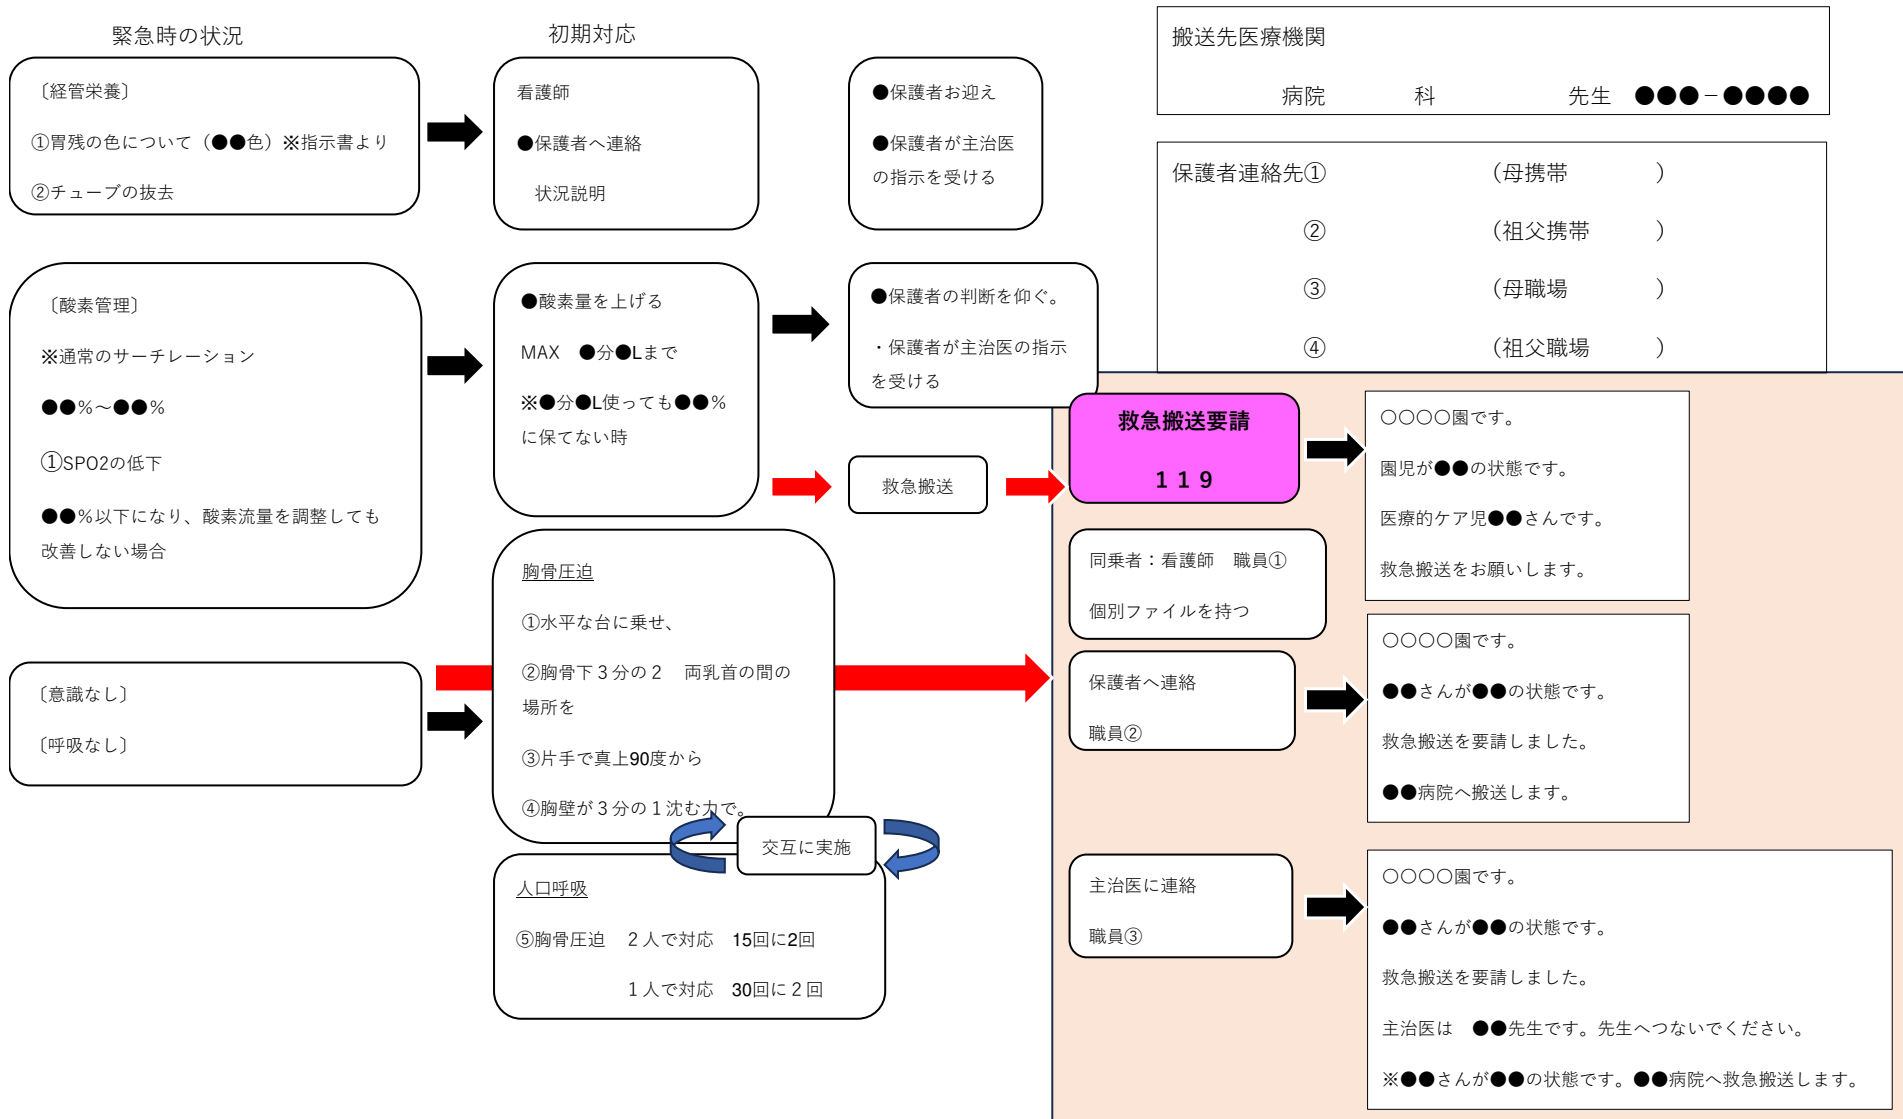 緊急時の状況
初期対応
〔経管栄養〕
①胃残の色について（●●色）※指示書より
②チューブの抜去
看護師
●保護者へ連絡
状況説明
●保護者お迎え
●保護者が主治医
の指示を受ける
搬送先医療機関
病院　科　先生　●●●－●●●●
保護者連絡先①　（母携帯　）
②　（祖父携帯　）
③　（母職場　）
④　（祖父職場　）
〔酸素管理〕
※通常のサーチレーション
●●%～●●%
①SPO2の低下
●●%以下になり、酸素流量を調整しても
改善しない場合
●酸素量を上げる
MAX　●分●Lまで
※●分●L使っても●●%
に保てない時
●保護者の判断を仰ぐ。
・保護者が主治医の指示
を受ける
救急搬送
救急搬送要請
１１９
〇〇〇〇園です。
園児が●●の状態です。
医療的ケア児●●さんです。
救急搬送をお願いします。
同乗者：看護師　職員①
個別ファイルを持つ
〔意識なし〕
〔呼吸なし〕
胸骨圧迫
①水平な台に乗せ、
②胸骨下３分の２　両乳首の間の
場所を
③片手で真上90度から
④胸壁が３分の１沈む力で。
交互に実施
人口呼吸
⑤胸骨圧迫　２人で対応　15回に2回
１人で対応　30回に２回
保護者へ連絡
職員②
〇〇〇〇園です。
●●さんが●●の状態です。
救急搬送を要請しました。
●●病院へ搬送します。
主治医に連絡
職員③
〇〇〇〇園です。
●●さんが●●の状態です。
救急搬送を要請しました。
主治医は　●●先生です。先生へつないでください。
※●●さんが●●の状態です。●●病院へ救急搬送します。